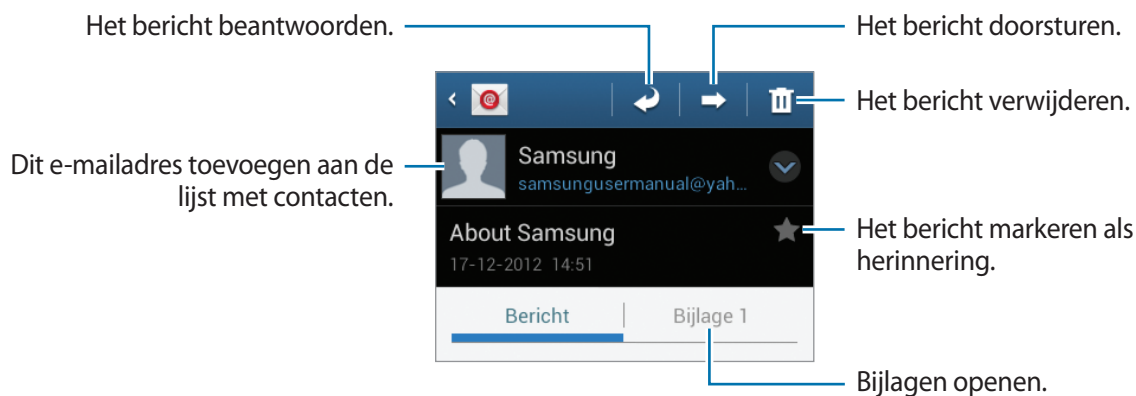 Het bericht beantwoorden.
Het bericht doorsturen.
Het bericht verwijderen.
Dit e-mailadres toevoegen aan de
lijst met contacten.
Samsung
samsungusermanual@yah...
About Samsung
17-12-2012 14:51
Het bericht markeren als
herinnering.
Bericht
Bijlage 1
Bijlagen openen.